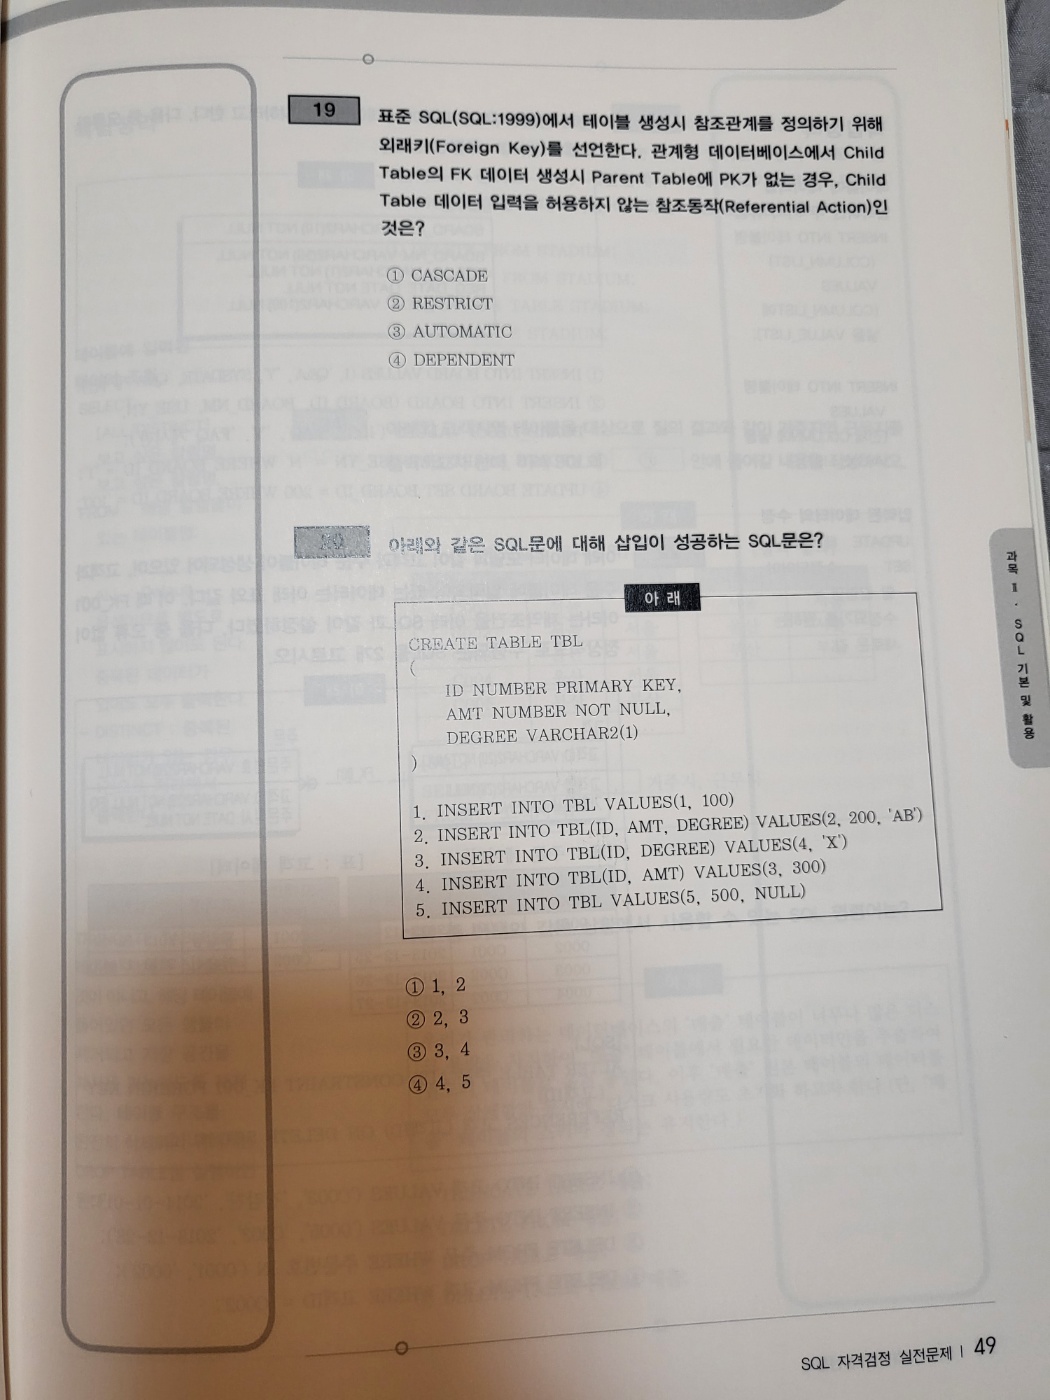 19
표준 SQL(SQL:1999)에서 테이블 생성시 참조관계를 정의하기 위해
외래키(Foreign Key)를 선언한다. 관계형 데이터베이스에서 Child
Table의 FK 데이터 생성시 Parent Table에 PK가 없는 경우, Child
Table 데이터 입력을 허용하지 않는 참조동작(Referential Action)인
것은?
① CASCADE
② RESTRICT
③ AUTOMATIC
④ DEPENDENT
아래와 같은 SQL문에 대해 삽입이 성공하는 SQL문은?
아 래
CREATE TABLE TBL
(
ID NUMBER PRIMARY KEY,
AMT NUMBER NOT NULL,
DEGREE VARCHAR2(1)
)
1. INSERT INTO TBL VALUES(1, 100)
2. INSERT INTO TBL(ID, AMT, DEGREE) VALUES(2, 200, 'AB')
3. INSERT INTO TBL(ID, DEGREE) VALUES(4, 'X')
4. INSERT INTO TBL(ID, AMT) VALUES(3, 300)
5. INSERT INTO TBL VALUES(5, 500, NULL)
① 1, 2
② 2, 3
③ 3, 4
④ 4, 5
과목 Ⅱ · SQL 기본 및 활용
SQL 자격검정 실전문제 | 49